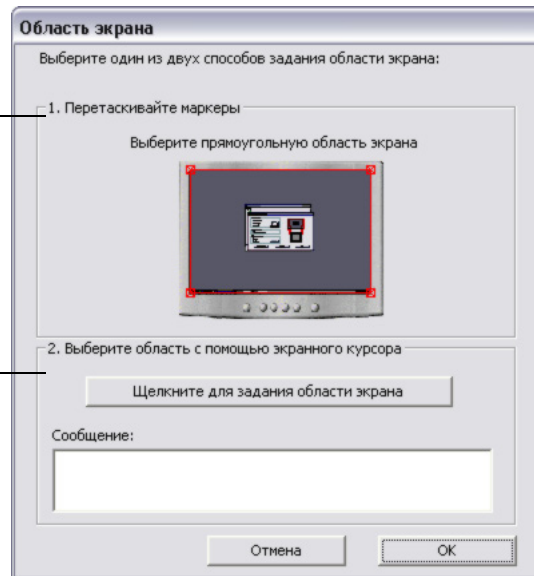 Область экрана
Выберите один из двух способов задания области экрана:
1. Перетаскивайте маркеры
Выберите прямоугольную область экрана
2. Выберите область с помощью экранного курсора
Щелкните для задания области экрана
Сообщение:
Отмена
OK